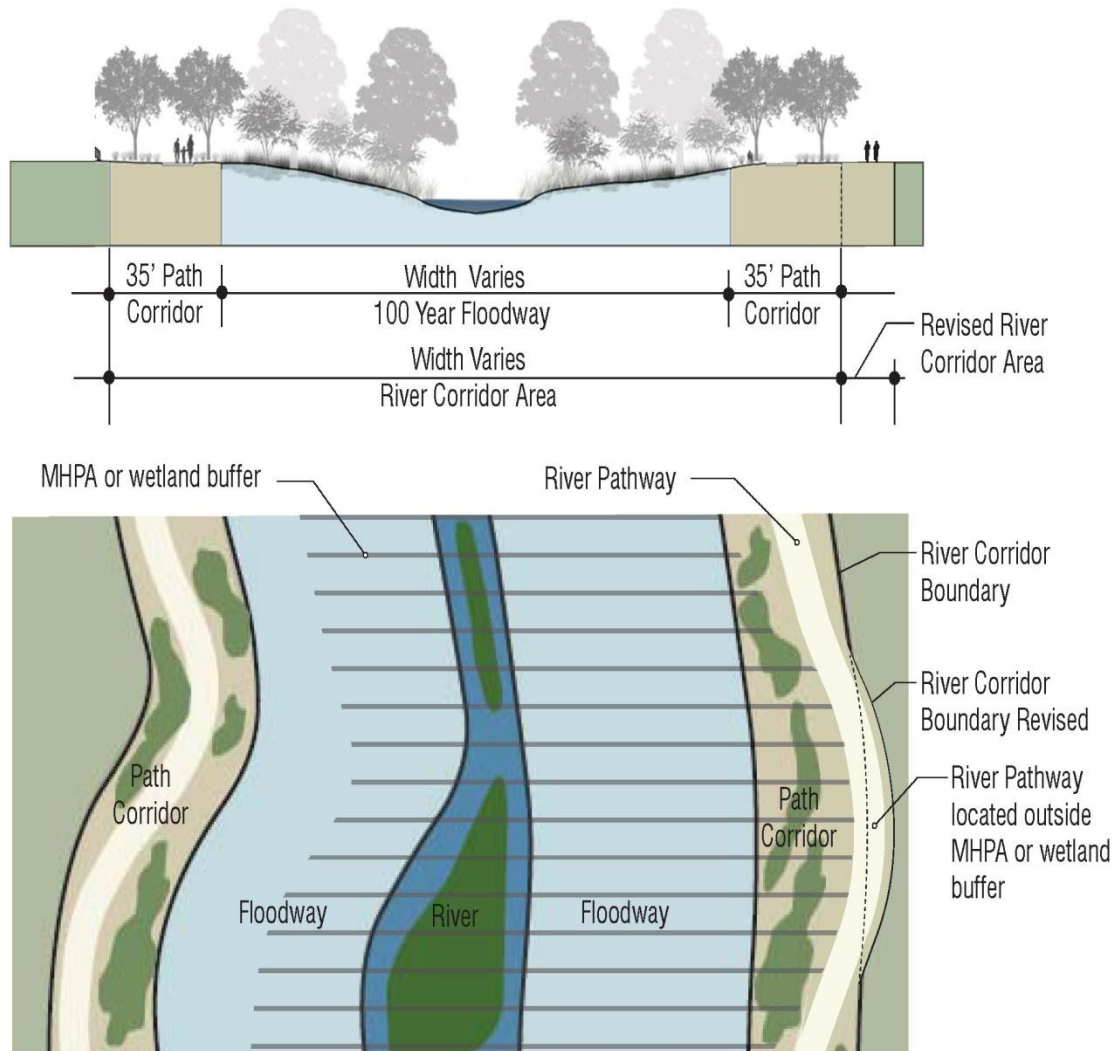 35’ Path
Corridor
Width Varies
100 Year Floodway
35’ Path
Corridor
Width Varies
River Corridor Area
Revised River
Corridor Area
MHPA or wetland buffer
River Pathway
River Corridor
Boundary
River Corridor
Boundary Revised
River Pathway
located outside
MHPA or wetland
buffer
Path
Corridor
Path
Corridor
Floodway
River
Floodway